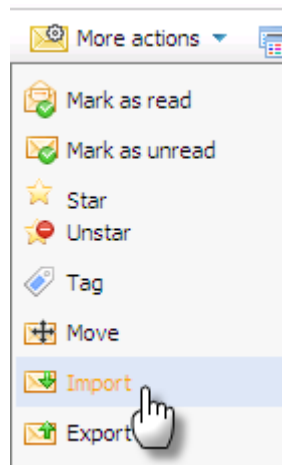 More actions
Mark as read
Mark as unread
Star
Unstar
Tag
Move
Import
Export